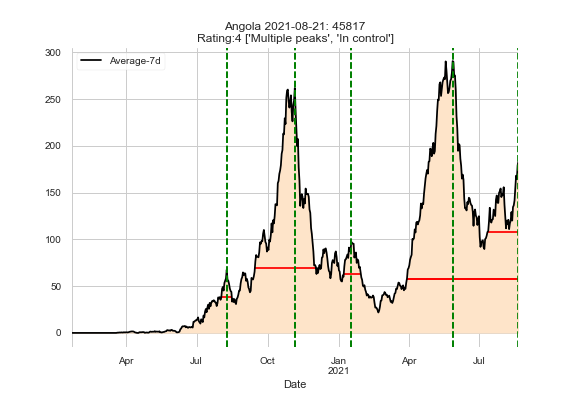 Angola 2021-08-21: 45817
Rating:4 ['Multiple peaks', 'In control']
Average-7d
300
250
200
150
100
50
0
Apr
Jul
Oct
Jan
2021
Apr
Jul
Date